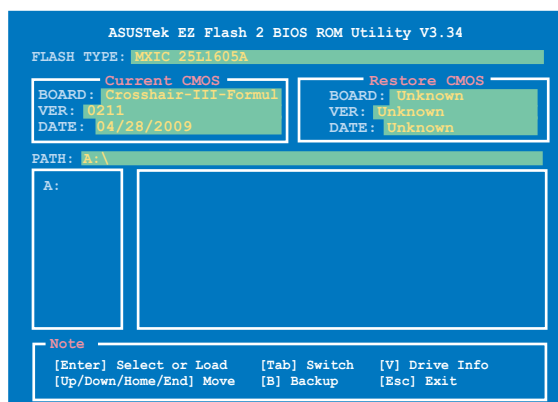 ASUSTek EZ Flash 2 BIOS ROM Utility V3.34
FLASH TYPE: MXIC 25L1605A
Current CMOS
BOARD: Crosshair-III-Formul
VER: 0211
DATE: 04/28/2009
Restore CMOS
BOARD: Unknown
VER: Unknown
DATE: Unknown
PATH: A:\
A:
Note
[Enter] Select or Load [Tab] Switch [V] Drive Info
[Up/Down/Home/End] Move [B] Backup [Esc] Exit